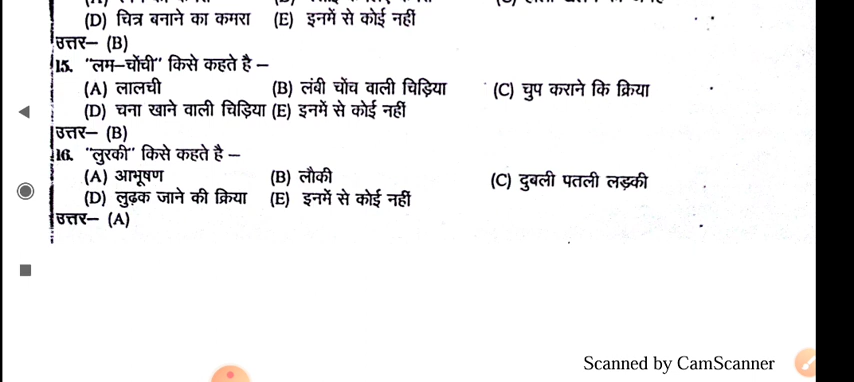 (D) चित्र बनाने का कमरा (E) इनमें से कोई नहीं
उत्तर– (B)
15. "लम–चोंची" किसे कहते है –
(A) लालची (B) लंबी चोंच वाली चिड़िया (C) चुप कराने कि क्रिया
(D) चना खाने वाली चिड़िया (E) इनमें से कोई नहीं
उत्तर– (B)
16. "लुरकी" किसे कहते है –
(A) आभूषण (B) लौकी (C) दुबली पतली लड़की
(D) लुढ़क जाने की क्रिया (E) इनमें से कोई नहीं
उत्तर– (A)
Scanned by CamScanner